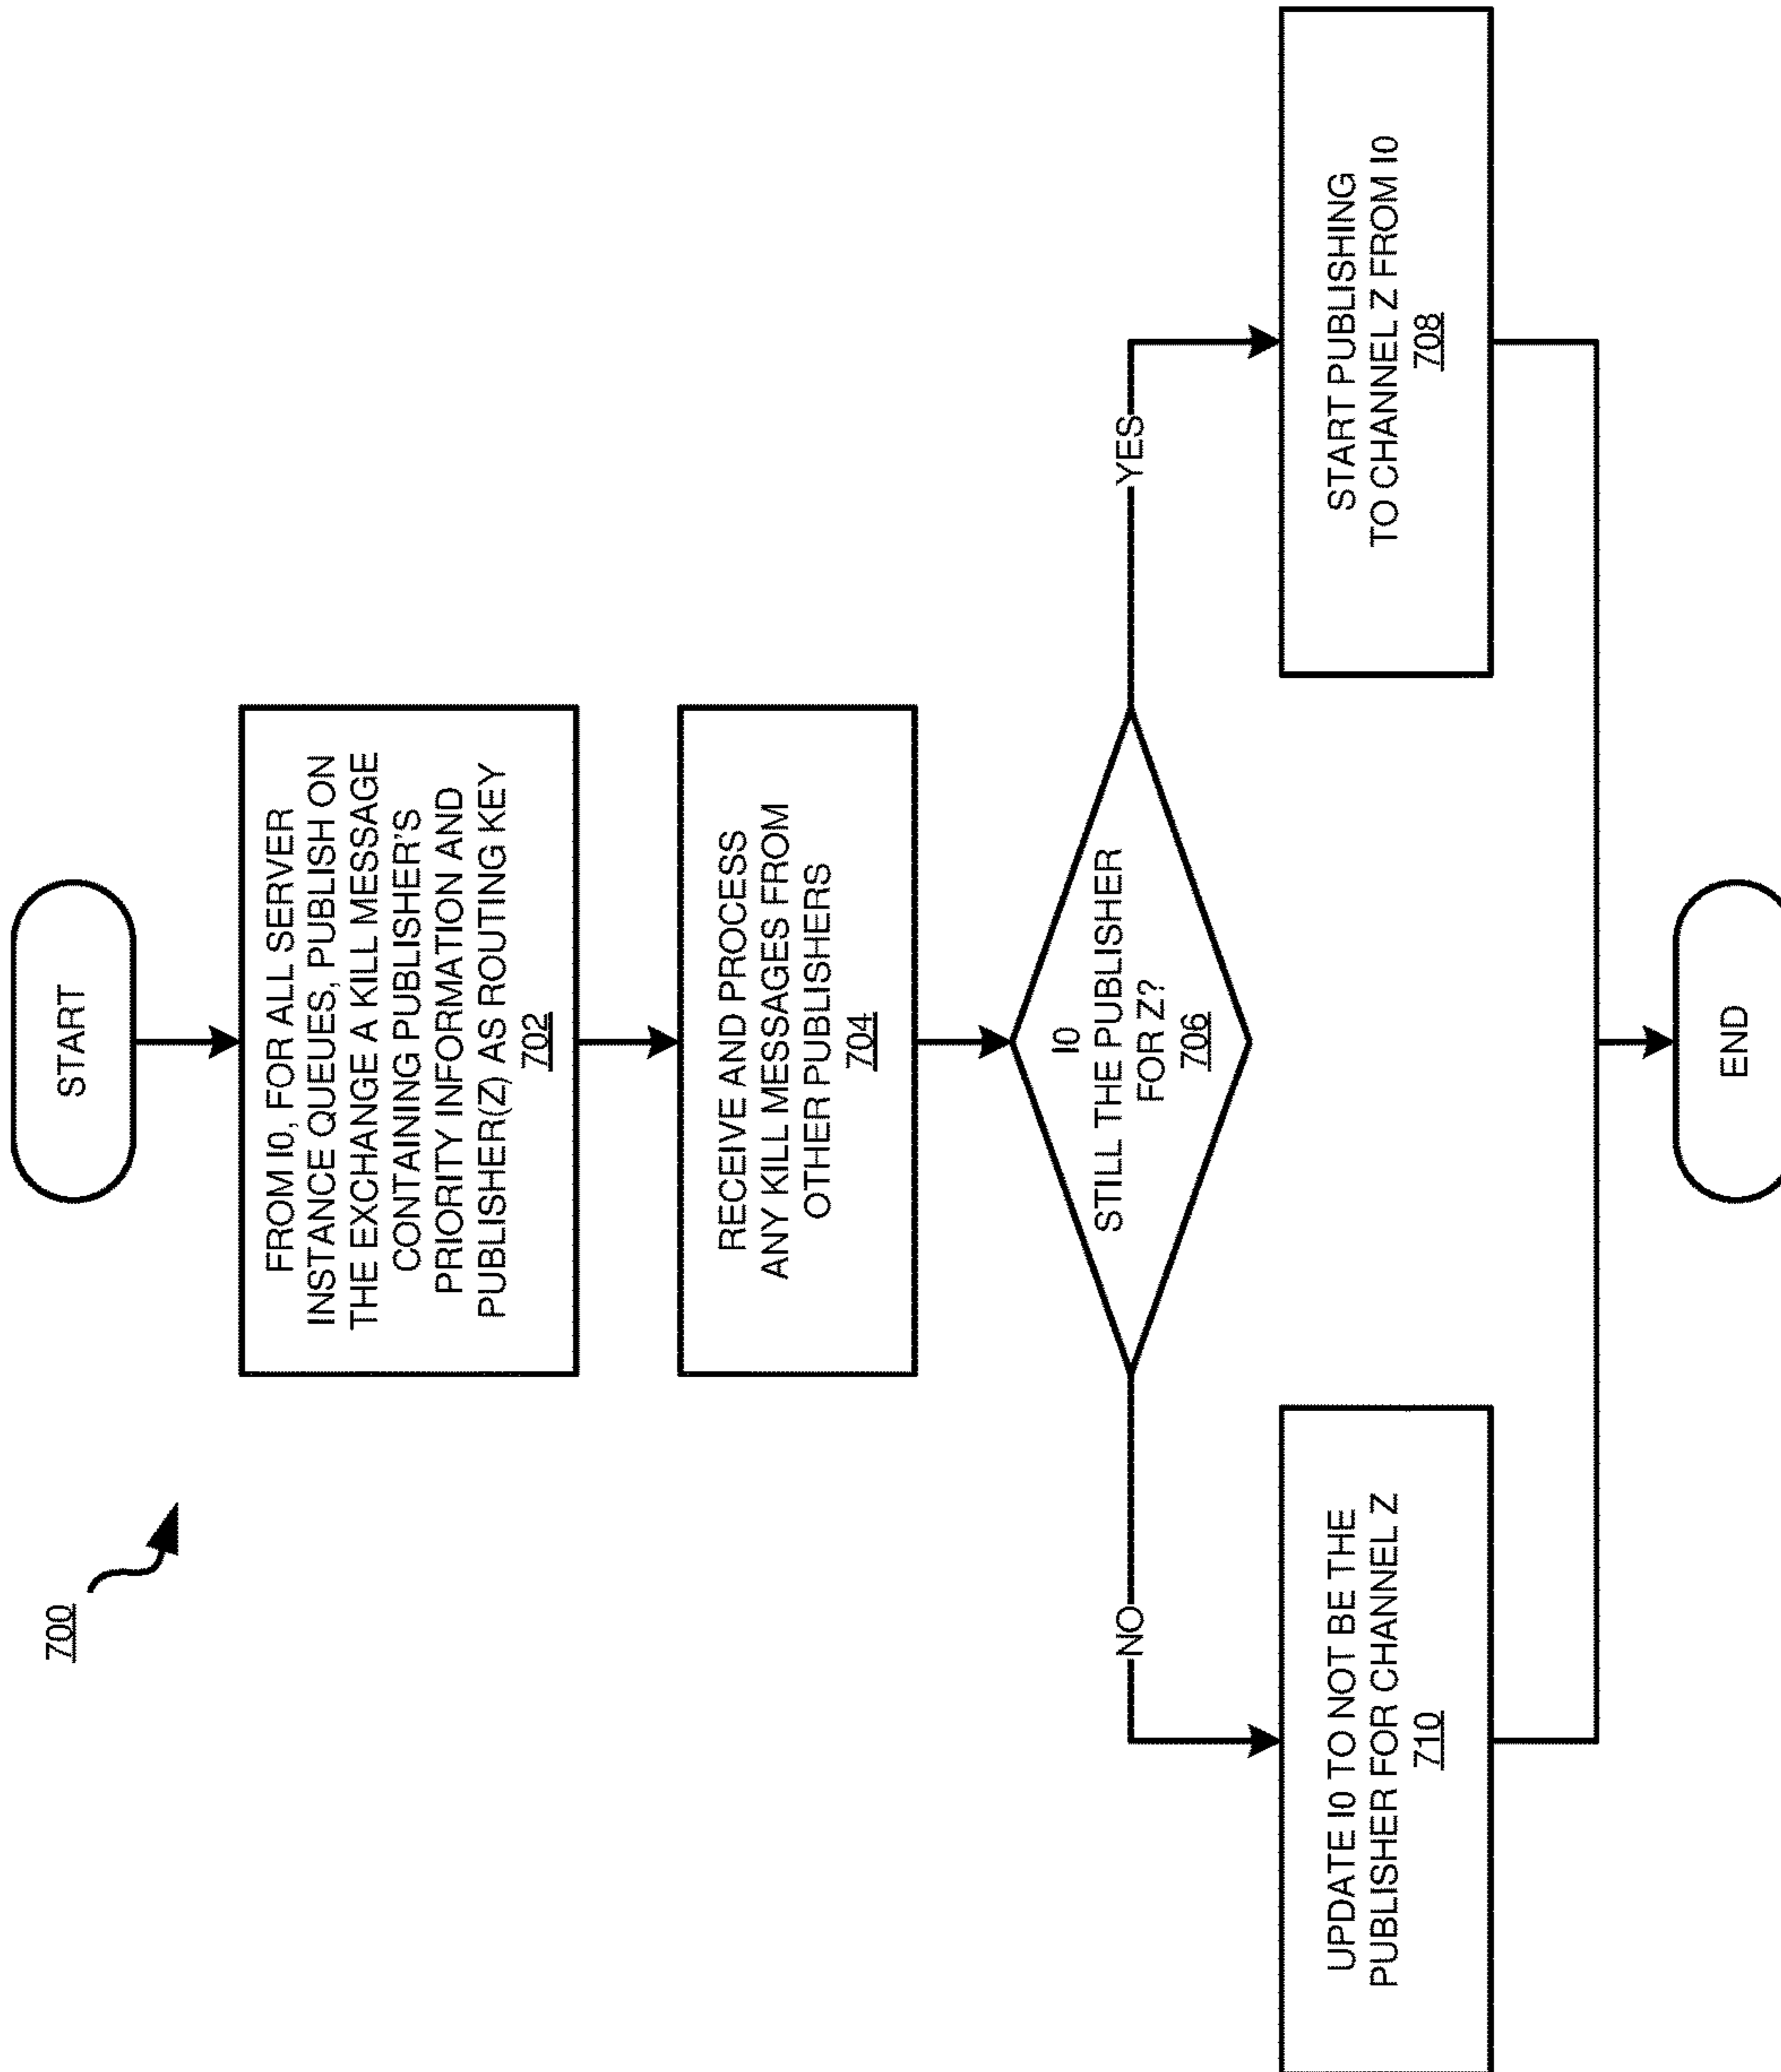 700
START
FROM I0, FOR ALL SERVER
INSTANCE QUEUES, PUBLISH ON
THE EXCHANGE A KILL MESSAGE
CONTAINING PUBLISHER'S
PRIORITY INFORMATION AND
PUBLISHER(Z) AS ROUTING KEY
702
RECEIVE AND PROCESS
ANY KILL MESSAGES FROM
OTHER PUBLISHERS
704
I0
STILL THE PUBLISHER
FOR Z?
706
NO
YES
UPDATE I0 TO NOT BE THE
PUBLISHER FOR CHANNEL Z
710
START PUBLISHING
TO CHANNEL Z FROM I0
708
END